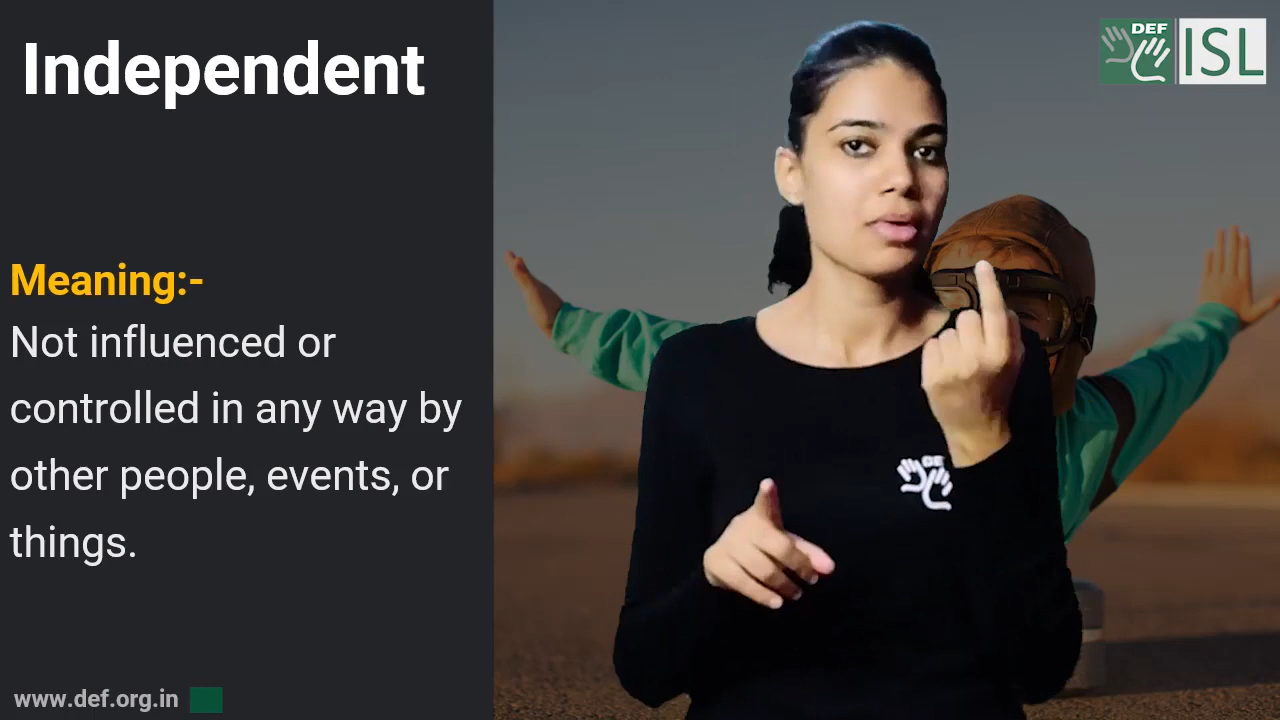 Independent
DEF
ISL
Meaning:-
Not influenced or
controlled in any way by
other people, events, or
things.
www.def.org.in